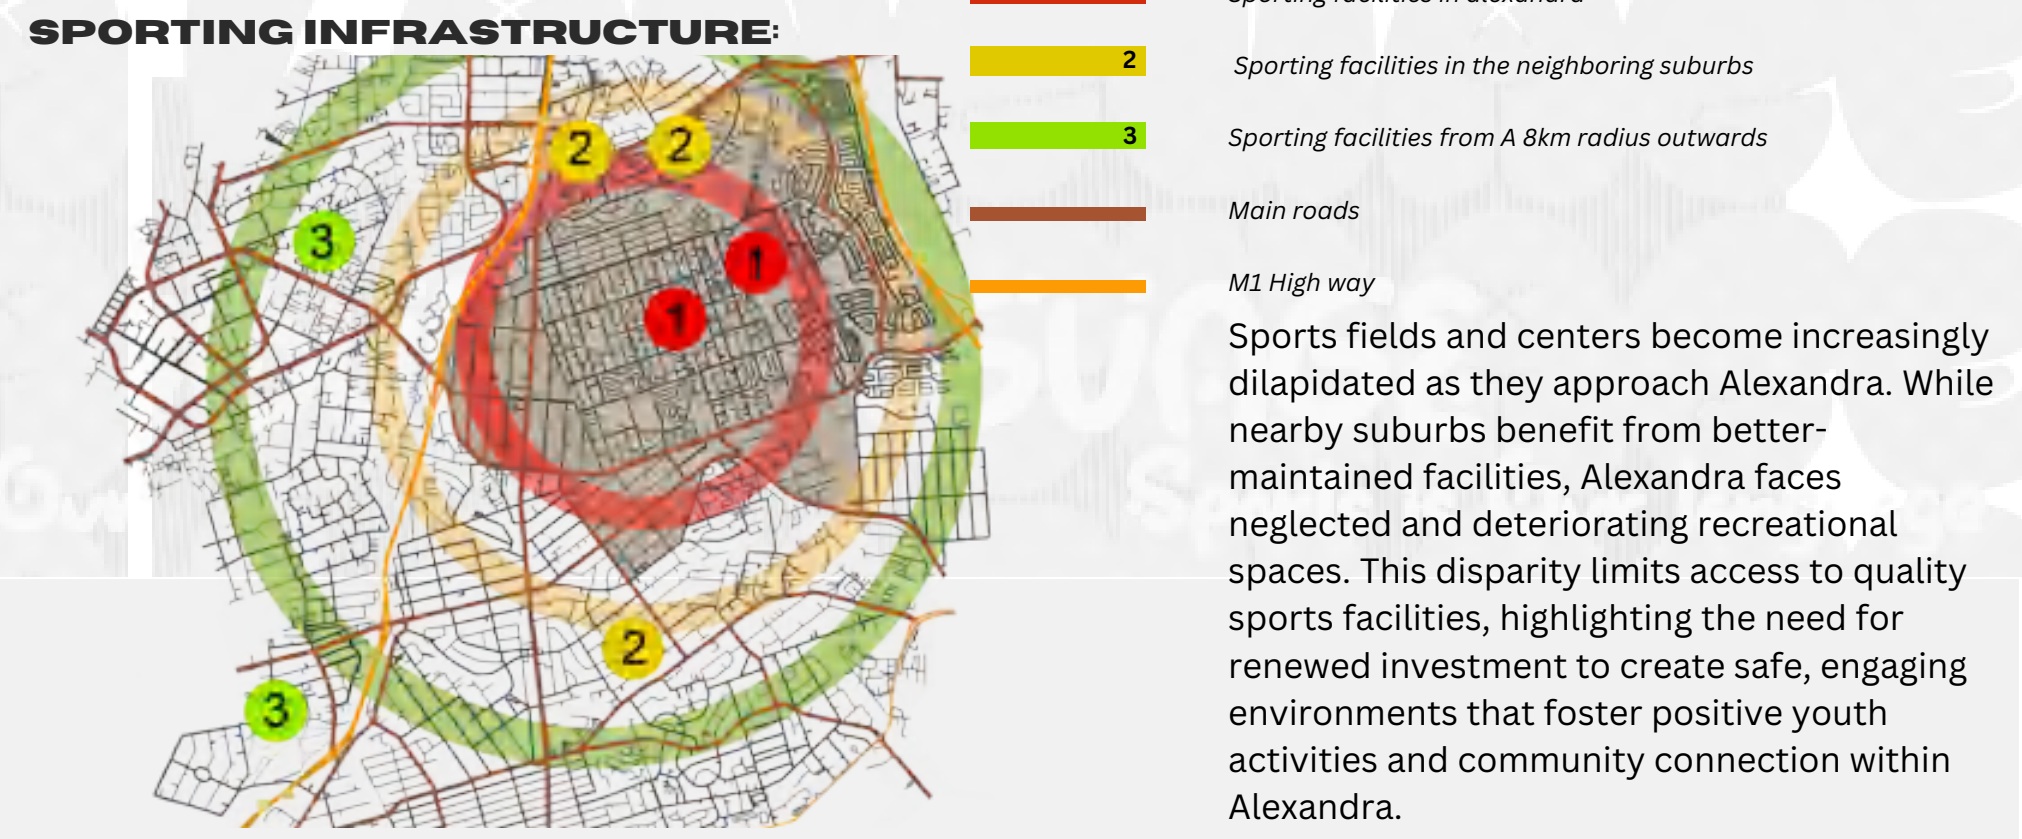 SPORTING INFRASTRUCTURE:
Sporting facilities in alexandra
2
Sporting facilities in the neighboring suburbs
3
Sporting facilities from A 8km radius outwards
Main roads
M1 High way
2 2
3
1
1
2
3
Sports fields and centers become increasingly
dilapidated as they approach Alexandra. While
nearby suburbs benefit from better-
maintained facilities, Alexandra faces
neglected and deteriorating recreational
spaces. This disparity limits access to quality
sports facilities, highlighting the need for
renewed investment to create safe, engaging
environments that foster positive youth
activities and community connection within
Alexandra.